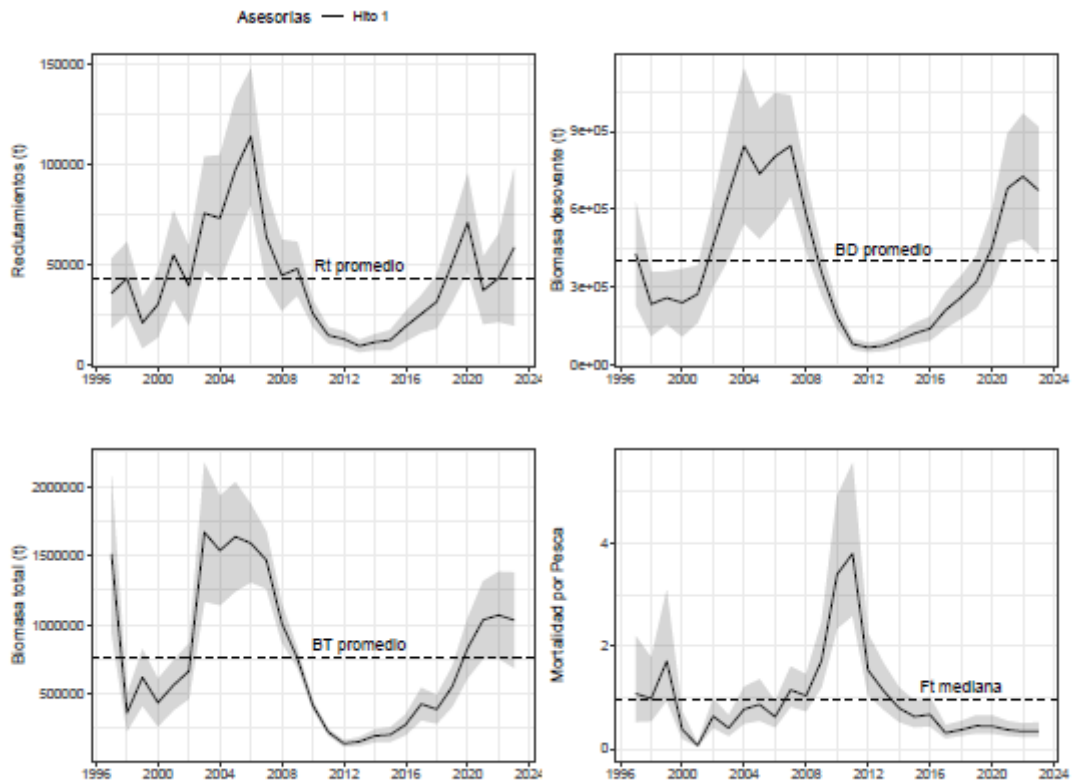 Asesorías — Hito 1
Reclutamientos (t)
150000
100000
50000
0
Rt promedio
1996 2000 2004 2008 2012 2016 2020 2024
Biomasa desovante (t)
9e+05
6e+05
3e+05
0e+00
BD promedio
1996 2000 2004 2008 2012 2016 2020 2024
Biomasa total (t)
2000000
1500000
1000000
500000
BT promedio
1996 2000 2004 2008 2012 2016 2020 2024
Mortalidad por Pesca
4
2
0
Ft mediana
1996 2000 2004 2008 2012 2016 2020 2024